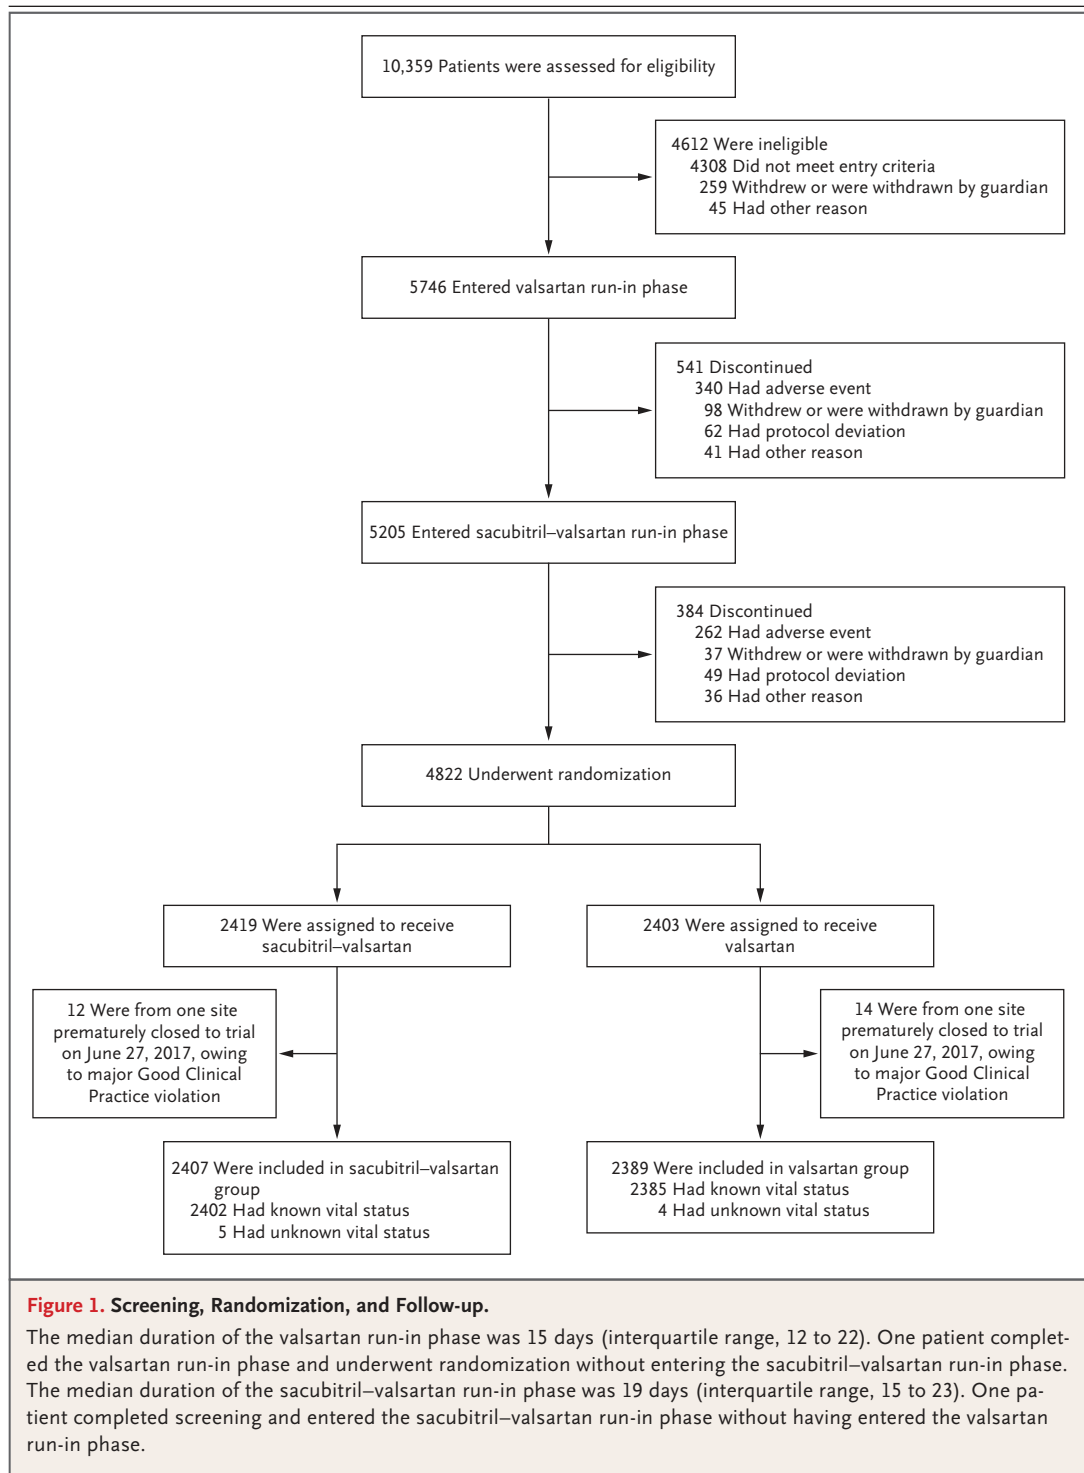 10,359 Patients were assessed for eligibility
4612 Were ineligible
4308 Did not meet entry criteria
259 Withdrew or were withdrawn by guardian
45 Had other reason
5746 Entered valsartan run-in phase
541 Discontinued
340 Had adverse event
98 Withdrew or were withdrawn by guardian
62 Had protocol deviation
41 Had other reason
5205 Entered sacubitril–valsartan run-in phase
384 Discontinued
262 Had adverse event
37 Withdrew or were withdrawn by guardian
49 Had protocol deviation
36 Had other reason
4822 Underwent randomization
2419 Were assigned to receive
sacubitril–valsartan
2403 Were assigned to receive
valsartan
12 Were from one site
prematurely closed to trial
on June 27, 2017, owing
to major Good Clinical
Practice violation
14 Were from one site
prematurely closed to trial
on June 27, 2017, owing
to major Good Clinical
Practice violation
2407 Were included in sacubitril–valsartan
group
2402 Had known vital status
5 Had unknown vital status
2389 Were included in valsartan group
2385 Had known vital status
4 Had unknown vital status
Figure 1. Screening, Randomization, and Follow-up.
The median duration of the valsartan run-in phase was 15 days (interquartile range, 12 to 22). One patient complet-
ed the valsartan run-in phase and underwent randomization without entering the sacubitril–valsartan run-in phase.
The median duration of the sacubitril–valsartan run-in phase was 19 days (interquartile range, 15 to 23). One pa-
tient completed screening and entered the sacubitril–valsartan run-in phase without having entered the valsartan
run-in phase.